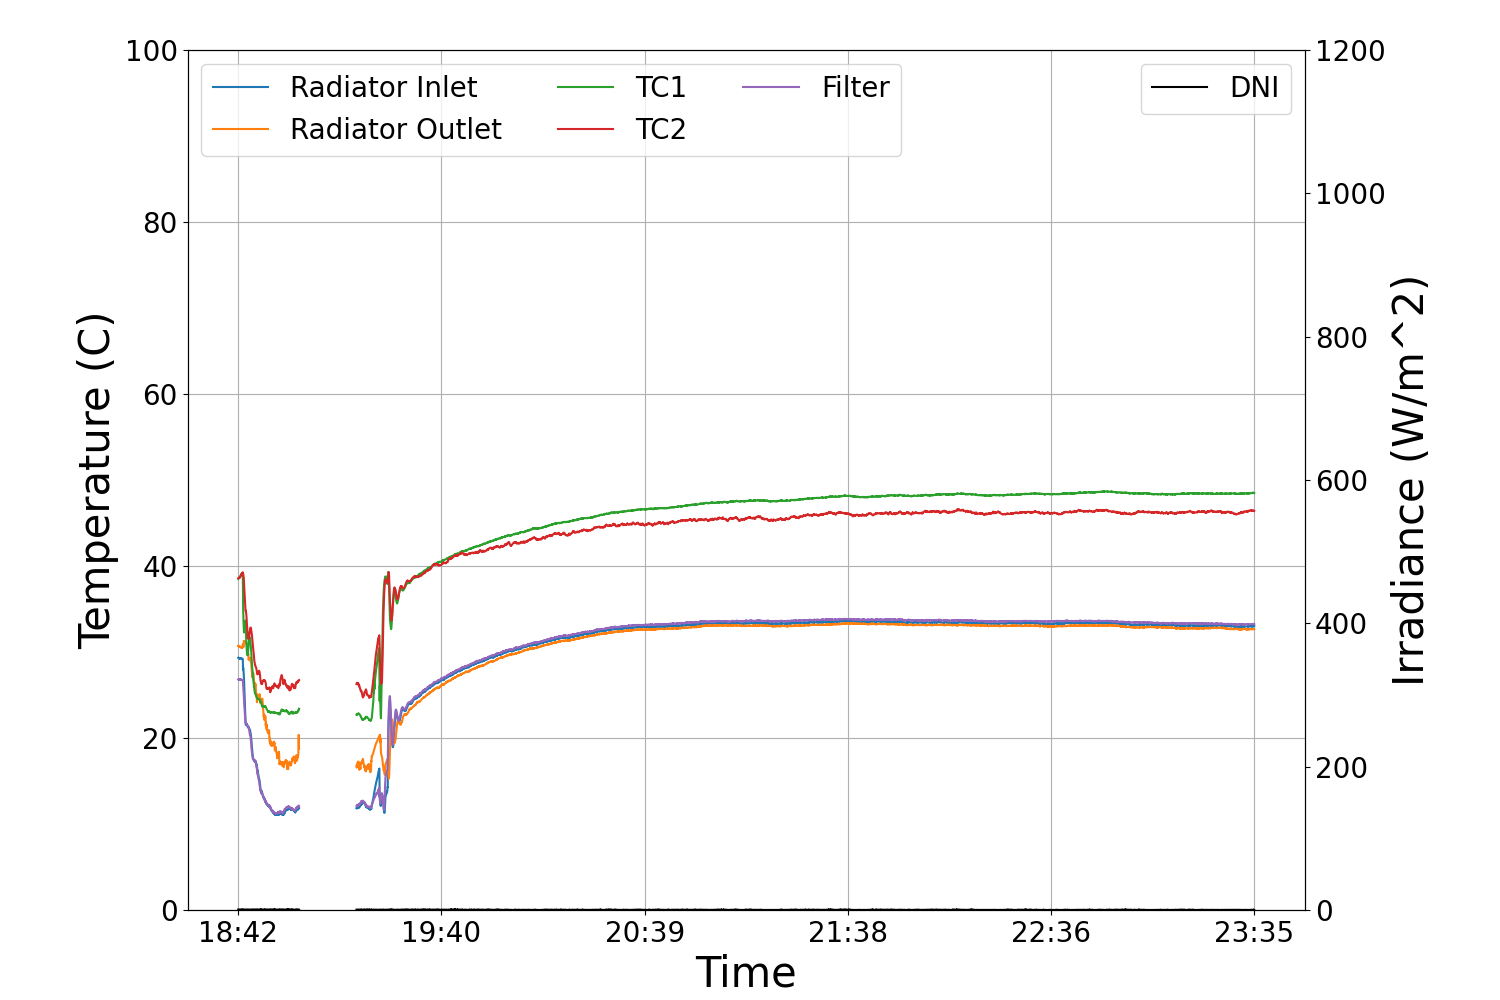 Radiator Inlet
Radiator Outlet
TC1
TC2
Filter
DNI
Temperature (C)
100
80
60
40
20
0
Irradiance (W/m^2)
1200
1000
800
600
400
200
0
18:42 19:40 20:39 21:38 22:36 23:35
Time